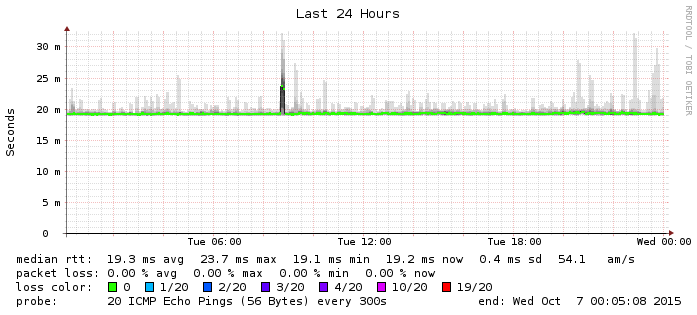 Last 24 Hours
RRDTOOL / TOBI OETIKER
Seconds
30 m
25 m
20 m
15 m
10 m
5 m
0
Tue 06:00 Tue 12:00 Tue 18:00 Wed 00:00
median rtt: 19.3 ms avg 23.7 ms max 19.1 ms min 19.2 ms now 0.4 ms sd 54.1 am/s
packet loss: 0.00 % avg 0.00 % max 0.00 % min 0.00 % now
loss color: 0 1/20 2/20 3/20 4/20 10/20 19/20
probe: 20 ICMP Echo Pings (56 Bytes) every 300s end: Wed Oct 7 00:05:08 2015